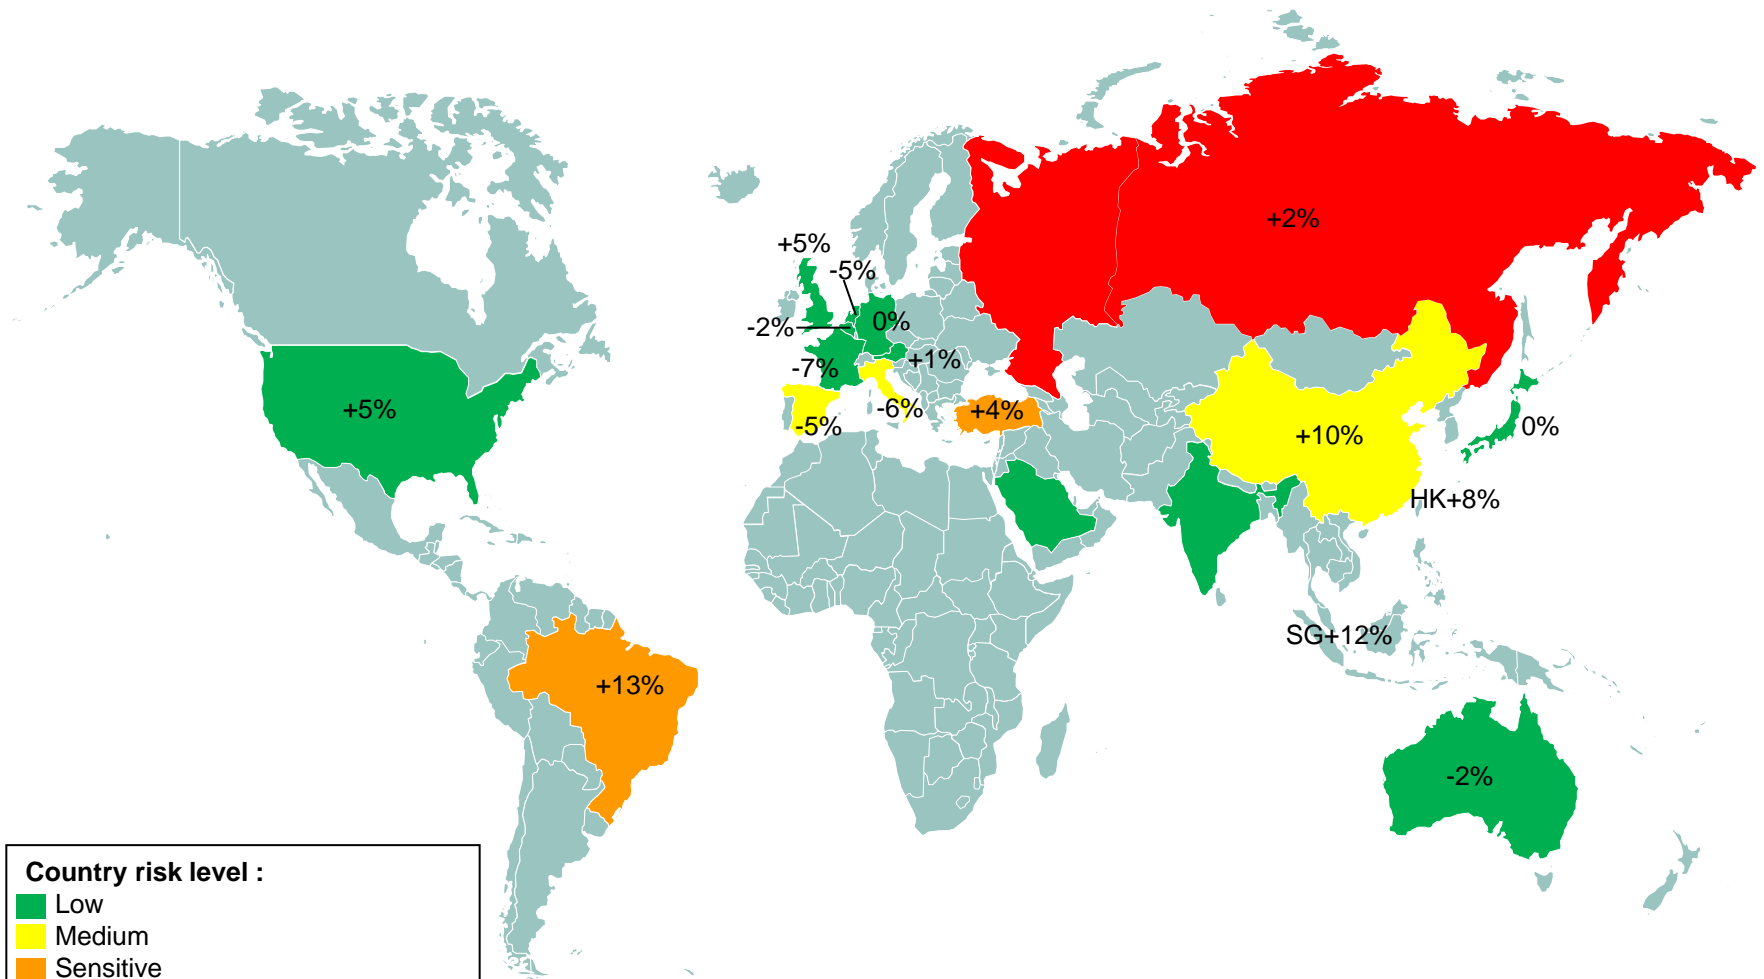 +2%
+5%
-5%
-2%
0%
+1%
-7%
+5%
-6%
+4%
-5%
+10%
0%
HK+8%
SG+12%
+13%
-2%
Country risk level :
Low
Medium
Sensitive